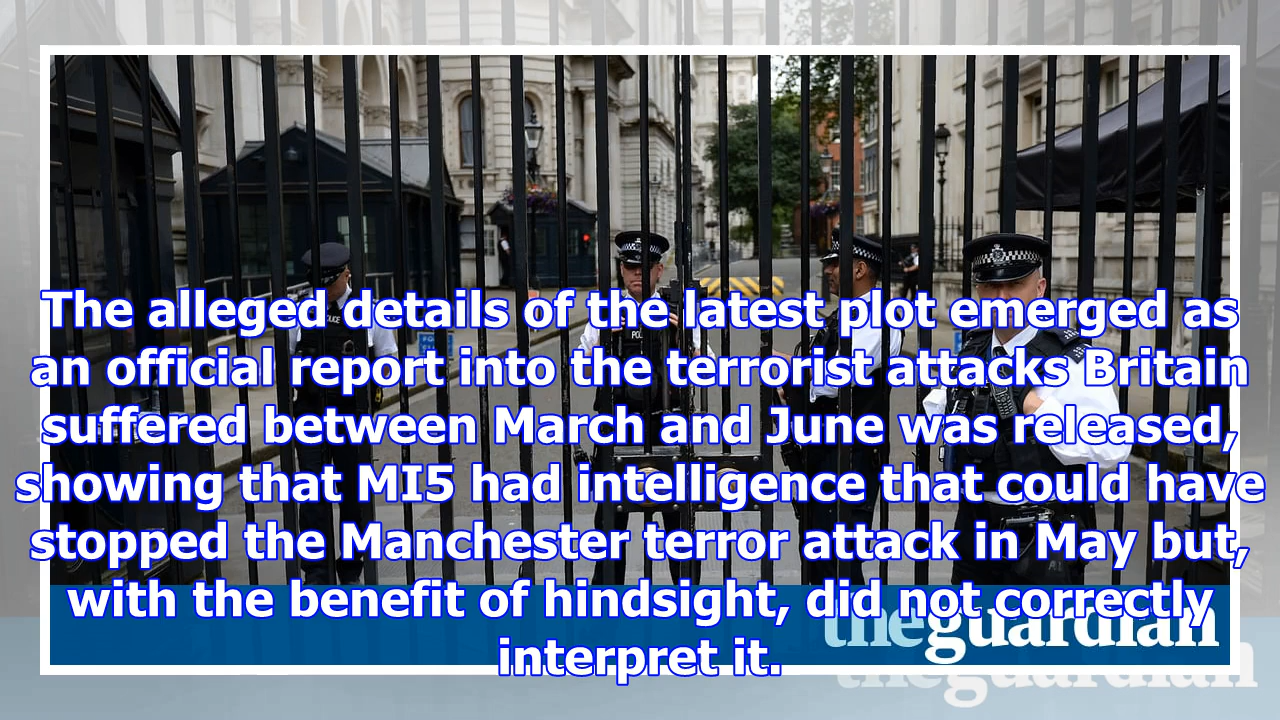 The alleged details of the latest plot emerged as
an official report into the terrorist attacks Britain
suffered between March and June was released,
showing that MI5 had intelligence that could have
stopped the Manchester terror attack in May but,
with the benefit of hindsight, did not correctly
interpret it.
theguardian
theguardian
POLICE